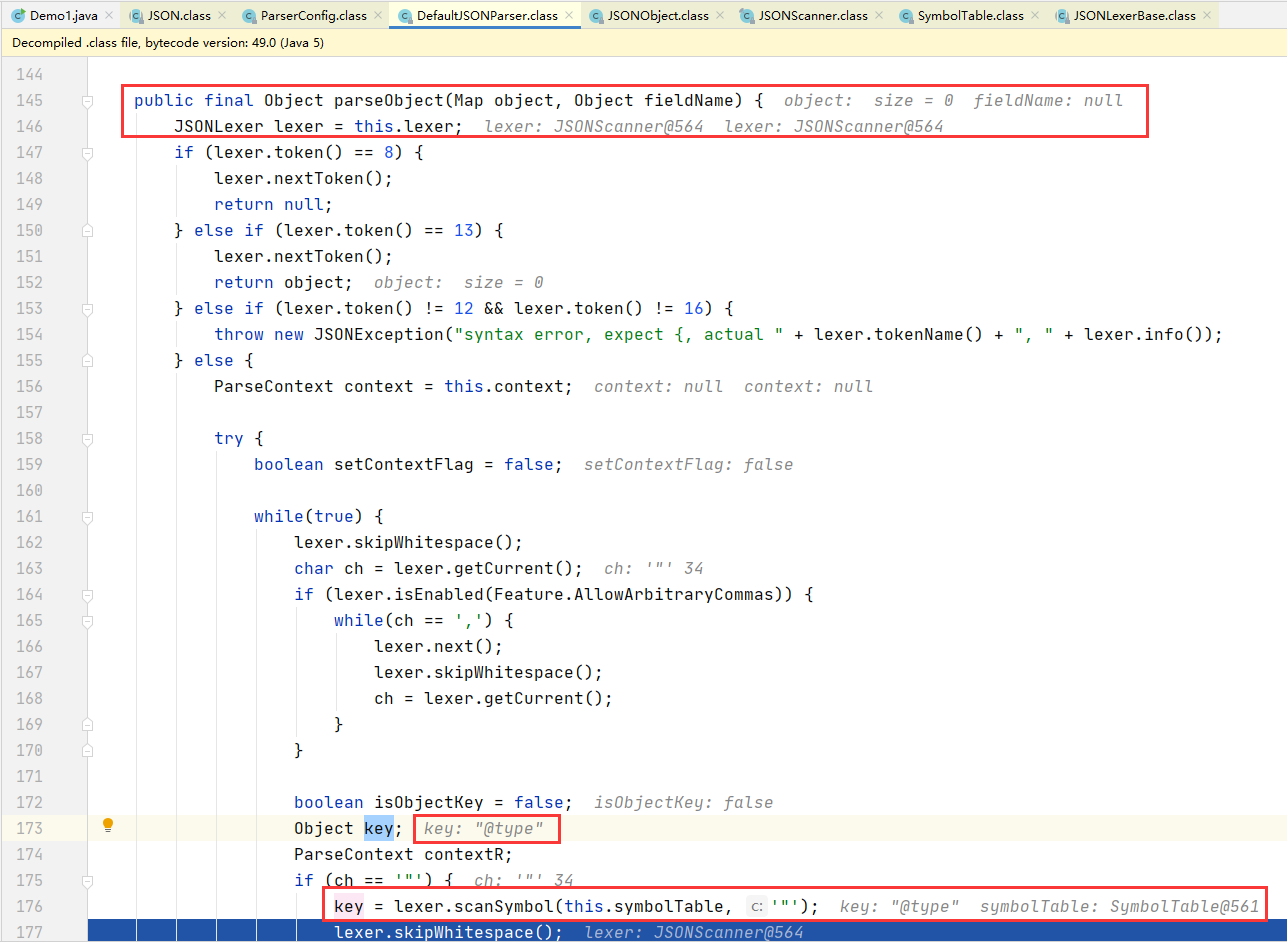 Demo1.java JSON.class ParserConfig.class DefaultJSONParser.class JSONObject.class JSONScanner.class SymbolTable.class JSONLexerBase.class
Decompiled .class file, bytecode version: 49.0 (Java 5)
144
145 public final Object parseObject(Map object, Object fieldName) { object: size = 0 fieldName: null
146 JSONLexer lexer = this.lexer; lexer: JSONScanner@564 lexer: JSONScanner@564
147 if (lexer.token() == 8) {
148 lexer.nextToken();
149 return null;
150 } else if (lexer.token() == 13) {
151 lexer.nextToken();
152 return object; object: size = 0
153 } else if (lexer.token() != 12 && lexer.token() != 16) {
154 throw new JSONException("syntax error, expect {, actual " + lexer.tokenName() + ", " + lexer.info());
155 } else {
156 ParseContext context = this.context; context: null context: null
157
158 try {
159 boolean setContextFlag = false; setContextFlag: false
160
161 while(true) {
162 lexer.skipWhitespace();
163 char ch = lexer.getCurrent(); ch: '"' 34
164 if (lexer.isEnabled(Feature.AllowArbitraryCommas)) {
165 while(ch == ',') {
166 lexer.next();
167 lexer.skipWhitespace();
168 ch = lexer.getCurrent();
169 }
170 }
171
172 boolean isObjectKey = false; isObjectKey: false
173 Object key; key: "@type"
174 ParseContext contextR;
175 if (ch == '"') { ch: '"' 34
176 key = lexer.scanSymbol(this.symbolTable, c: '"'); key: "@type" symbolTable: SymbolTable@561
177 lexer.skipWhitespace(); lexer: JSONScanner@564